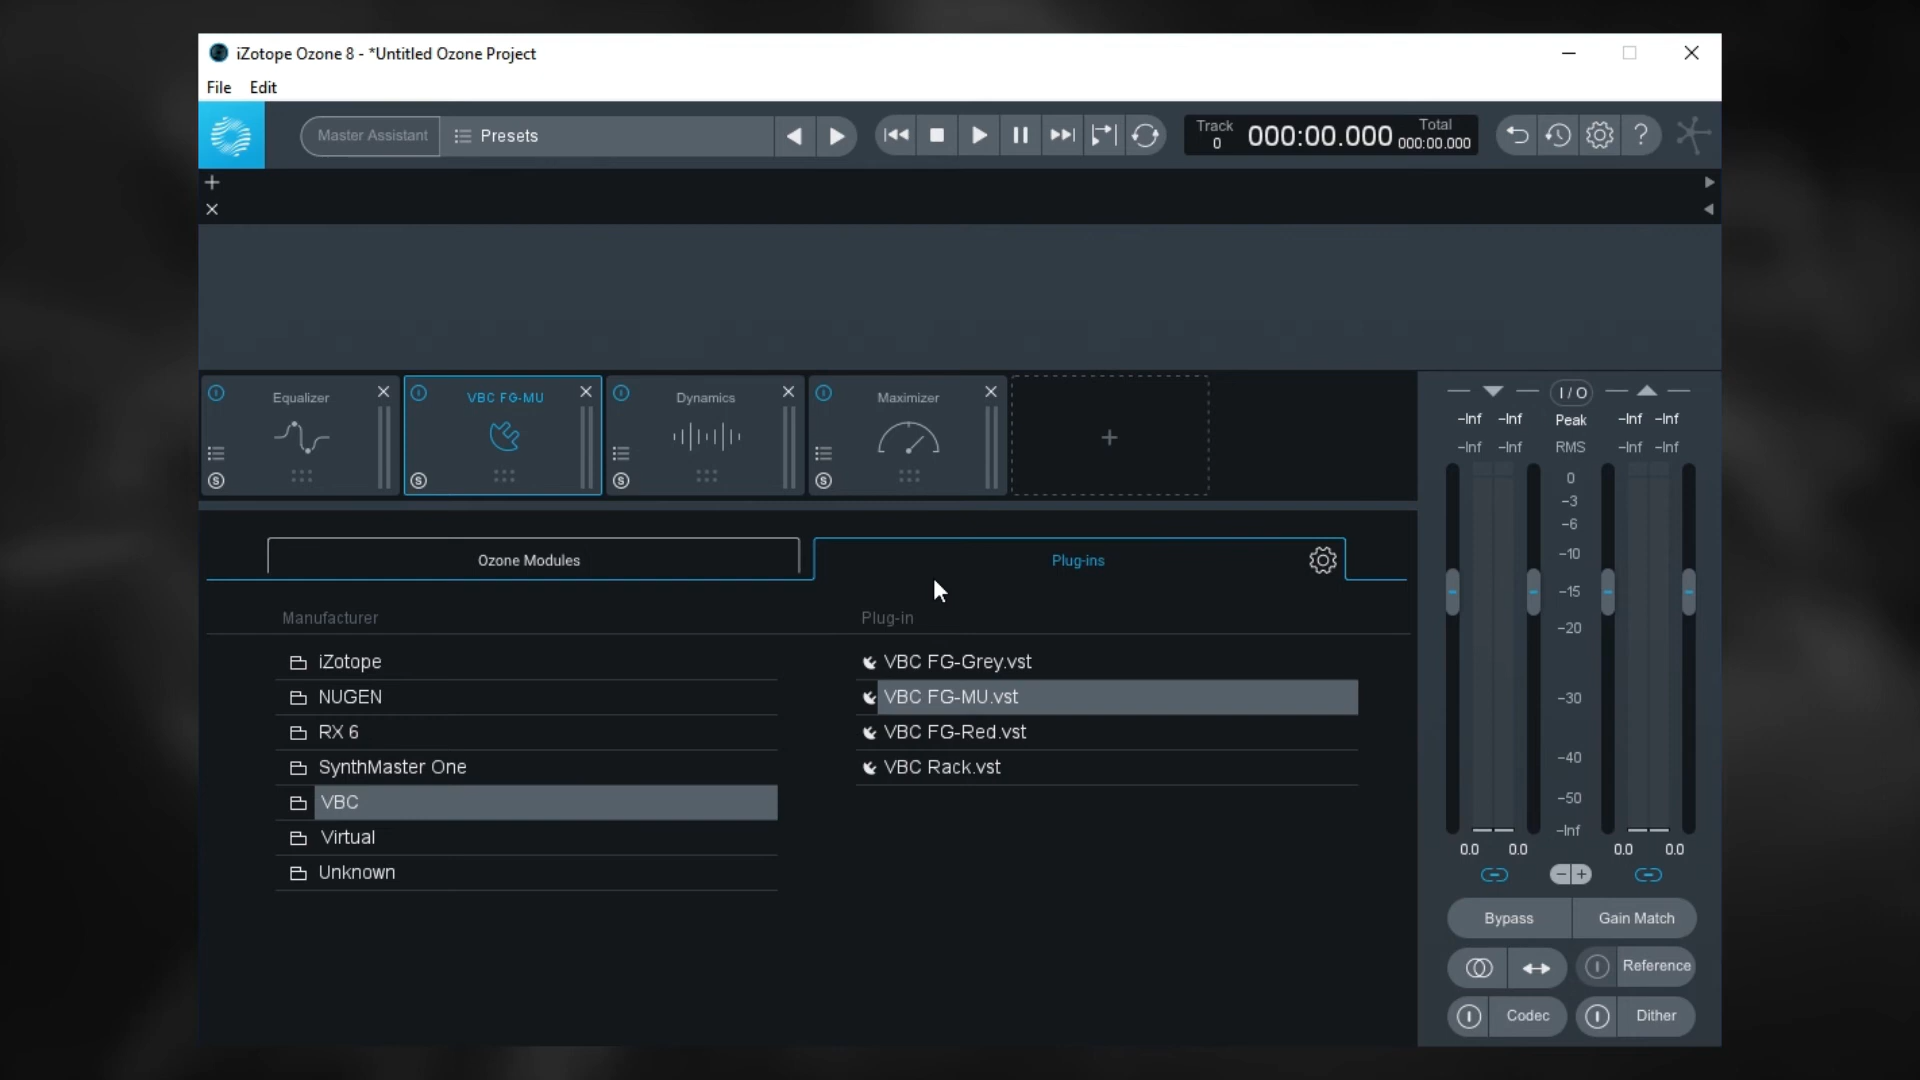 iZotope Ozone 8 - *Untitled Ozone Project
File Edit
Master Assistant Presets
Track
0
000:00.000
Total
000:00.000
?
Equalizer
S
VBC FG-MU
S
Dynamics
S
Maximizer
S
+
I / O
-Inf -Inf Peak -Inf -Inf
-Inf -Inf RMS -Inf -Inf
0
-3
-6
-10
-15
-20
-30
-40
-50
-Inf
0.0 0.0 0.0 0.0
Ozone Modules
Plug-ins
Manufacturer
iZotope
NUGEN
RX 6
SynthMaster One
VBC
Virtual
Unknown
Plug-in
VBC FG-Grey.vst
VBC FG-MU.vst
VBC FG-Red.vst
VBC Rack.vst
Bypass Gain Match
Reference
Codec Dither